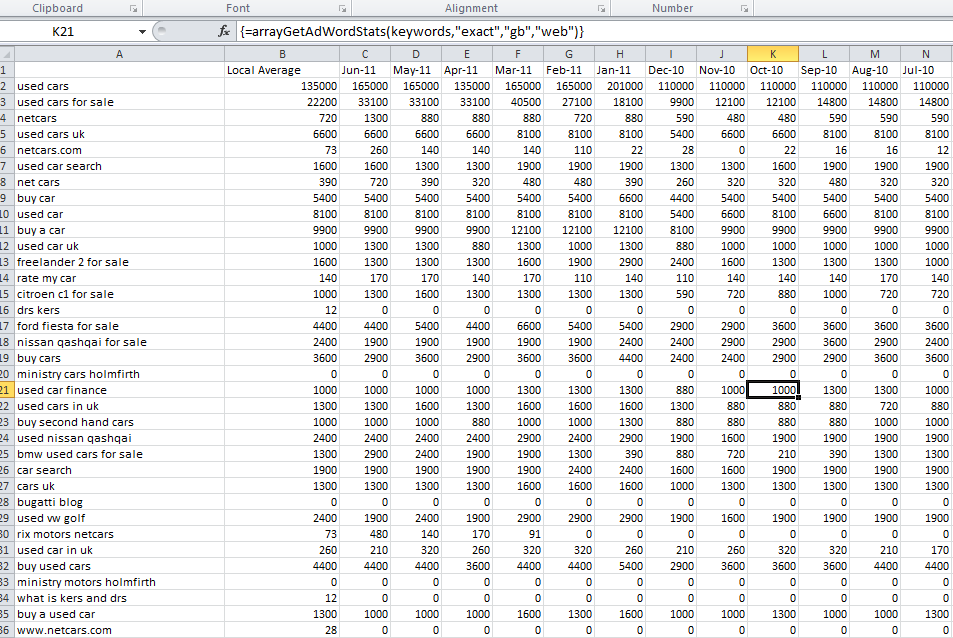 Clipboard Font Alignment Number
K21 fx {=arrayGetAdWordStats(keywords,"exact","gb","web")}
A B C D E F G H I J K L M N
1 Local Average Jun-11 May-11 Apr-11 Mar-11 Feb-11 Jan-11 Dec-10 Nov-10 Oct-10 Sep-10 Aug-10 Jul-10
2 used cars 135000 165000 165000 135000 165000 165000 201000 110000 110000 110000 110000 110000 110000
3 used cars for sale 22200 33100 33100 33100 40500 27100 18100 9900 12100 12100 14800 14800 14800
4 netcars 720 1300 880 880 880 720 880 590 480 480 590 590 590
5 used cars uk 6600 6600 6600 6600 8100 8100 8100 5400 6600 6600 8100 8100 8100
6 netcars.com 73 260 140 140 140 110 22 28 0 22 16 16 12
7 used car search 1600 1600 1300 1300 1900 1900 1900 1300 1300 1600 1900 1900 1900
8 net cars 390 720 390 320 480 480 390 260 320 320 480 320 320
9 buy car 5400 5400 5400 5400 5400 5400 6600 4400 5400 5400 5400 5400 5400
10 used car 8100 8100 8100 8100 8100 8100 8100 5400 6600 8100 6600 8100 8100
11 buy a car 9900 9900 9900 9900 12100 12100 12100 8100 9900 9900 9900 9900 9900
12 used car uk 1000 1300 1300 880 1300 1000 1300 880 1000 1000 1000 1000 1000
13 freelander 2 for sale 1600 1300 1300 1300 1600 1900 2900 2400 1600 1300 1300 1300 1000
14 rate my car 140 170 170 140 170 110 140 110 140 140 140 170 140
15 citroen c1 for sale 1000 1300 1600 1300 1300 1300 1300 590 720 880 1000 720 720
16 drs kers 12 0 0 0 0 0 0 0 0 0 0 0 0
17 ford fiesta for sale 4400 4400 5400 4400 6600 5400 5400 2900 2900 3600 3600 3600 3600
18 nissan qashqai for sale 2400 1900 1900 1900 1900 2400 2400 2400 2900 2900 3600 2900 2400
19 buy cars 3600 2900 3600 2900 3600 3600 4400 2400 2400 2900 2900 3600 3600
20 ministry cars holmfirth 0 0 0 0 0 0 0 0 0 0 0 0 0
21 used car finance 1000 1000 1000 1000 1300 1300 1300 880 1000 1000 1300 1300 1000
22 used cars in uk 1300 1300 1600 1300 1600 1600 1600 1300 880 880 880 720 880
23 buy second hand cars 1000 1000 1000 880 1000 1000 1300 880 880 880 880 1000 1000
24 used nissan qashqai 2400 2400 2400 2400 2900 2400 2900 1900 1600 1900 1900 1900 1900
25 bmw used cars for sale 1300 2900 2400 1900 1900 1300 390 880 720 210 390 1300 1300
26 car search 1900 1900 1900 1900 1900 2400 2400 1600 1600 1900 1900 1900 1900
27 cars uk 1300 1300 1300 1300 1600 1600 1600 1000 1300 1300 1300 1300 1300
28 bugatti blog 0 0 0 0 0 0 0 0 0 0 0 0 0
29 used vw golf 2400 1900 2400 1900 2900 2900 2900 1900 1600 1900 1900 1900 1900
30 rix motors netcars 73 480 140 170 91 0 0 0 0 0 0 0 0
31 used car in uk 260 210 320 260 320 320 260 210 260 320 320 210 170
32 buy used cars 4400 4400 4400 3600 4400 4400 5400 2900 3600 3600 3600 4400 4400
33 ministry motors holmfirth 0 0 0 0 0 0 0 0 0 0 0 0 0
34 what is kers and drs 12 0 0 0 0 0 0 0 0 0 0 0 0
35 buy a used car 1300 1000 1000 1000 1600 1300 1600 1000 1000 1300 1000 1000 1300
36 www.netcars.com 28 0 0 0 0 0 0 0 0 0 0 0 0